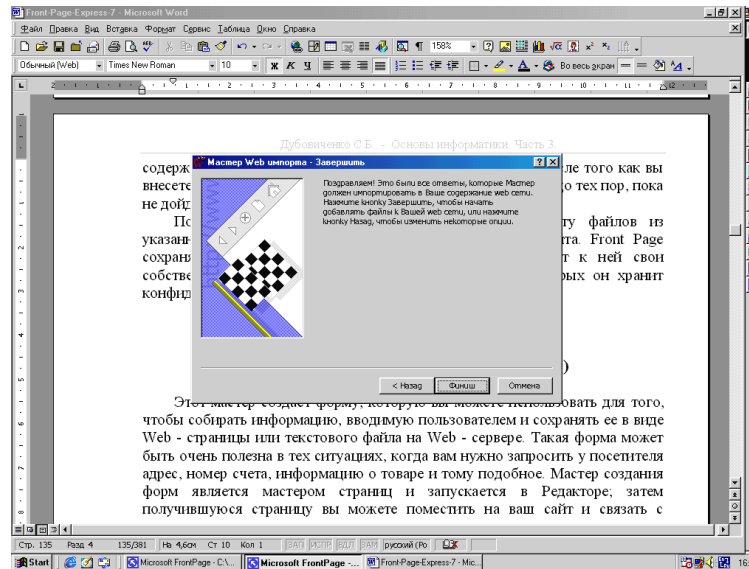 Front-Page-Express-7 - Microsoft Word
Файл Правка Вид Вставка Формат Сервис Таблица Окно Справка
158%
Обычный (Web) Times New Roman 10 Ж К Ч Во весь экран
Дубовиченко С.Б. - Основы информатики. Часть 3.
Мастер Web импорта - Завершить
содерж ле того как вы
Поздравляем! Это были все ответы, которые Мастер
должен импортировать в Ваше содержание web сети.
внесете о тех пор, пока
Нажмите кнопку Завершить, чтобы начать
добавлять файлы к Вашей web сети, или нажмите
не дойд
кнопку Назад, чтобы изменить некоторые опции.
По ту файлов из
указанн та. Front Page
сохраня т к ней свои
собстве ых он хранит
конфид
)
< Назад Финиш Отмена
Этот мастер создает форму, которую вы можете использовать для того,
чтобы собирать информацию, вводимую пользователем и сохранять ее в виде
Web - страницы или текстового файла на Web - сервере. Такая форма может
быть очень полезна в тех ситуациях, когда вам нужно запросить у посетителя
адрес, номер счета, информацию о товаре и тому подобное. Мастер создания
форм является мастером страниц и запускается в Редакторе; затем
получившуюся страницу вы можете поместить на ваш сайт и связать с
Стр. 135 Разд 4 135/381 На 4,6см Ст 10 Кол 1 ЗАП ИСПР ВДЛ ЗАМ русский (Ро
Start Microsoft FrontPage - C:\... Microsoft FrontPage -... Front-Page-Express-7 - Mic... 16